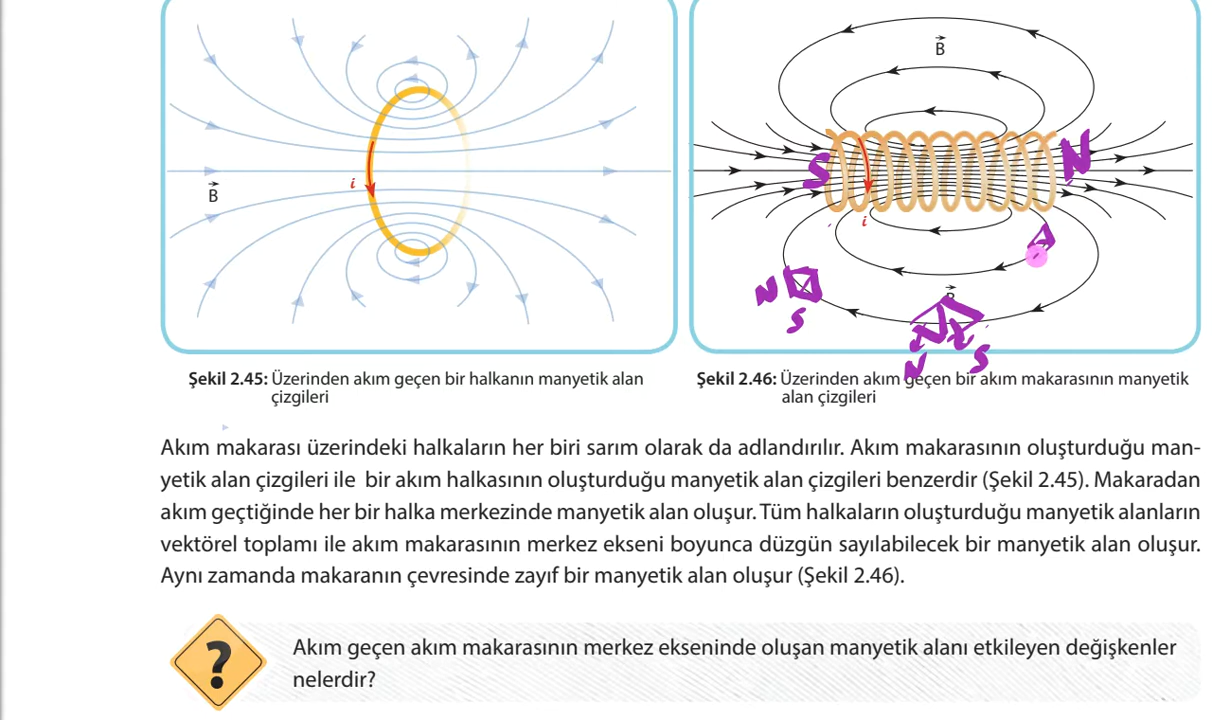 B
i
B
S
N
i
N
S
B
N
S
Şekil 2.45: Üzerinden akım geçen bir halkanın manyetik alan
çizgileri
Şekil 2.46: Üzerinden akım geçen bir akım makarasının manyetik
alan çizgileri
Akım makarası üzerindeki halkaların her biri sarım olarak da adlandırılır. Akım makarasının oluşturduğu man-
yetik alan çizgileri ile bir akım halkasının oluşturduğu manyetik alan çizgileri benzerdir (Şekil 2.45). Makaradan
akım geçtiğinde her bir halka merkezinde manyetik alan oluşur. Tüm halkaların oluşturduğu manyetik alanların
vektörel toplamı ile akım makarasının merkez ekseni boyunca düzgün sayılabilecek bir manyetik alan oluşur.
Aynı zamanda makaranın çevresinde zayıf bir manyetik alan oluşur (Şekil 2.46).
?
Akım geçen akım makarasının merkez ekseninde oluşan manyetik alanı etkileyen değişkenler
nelerdir?